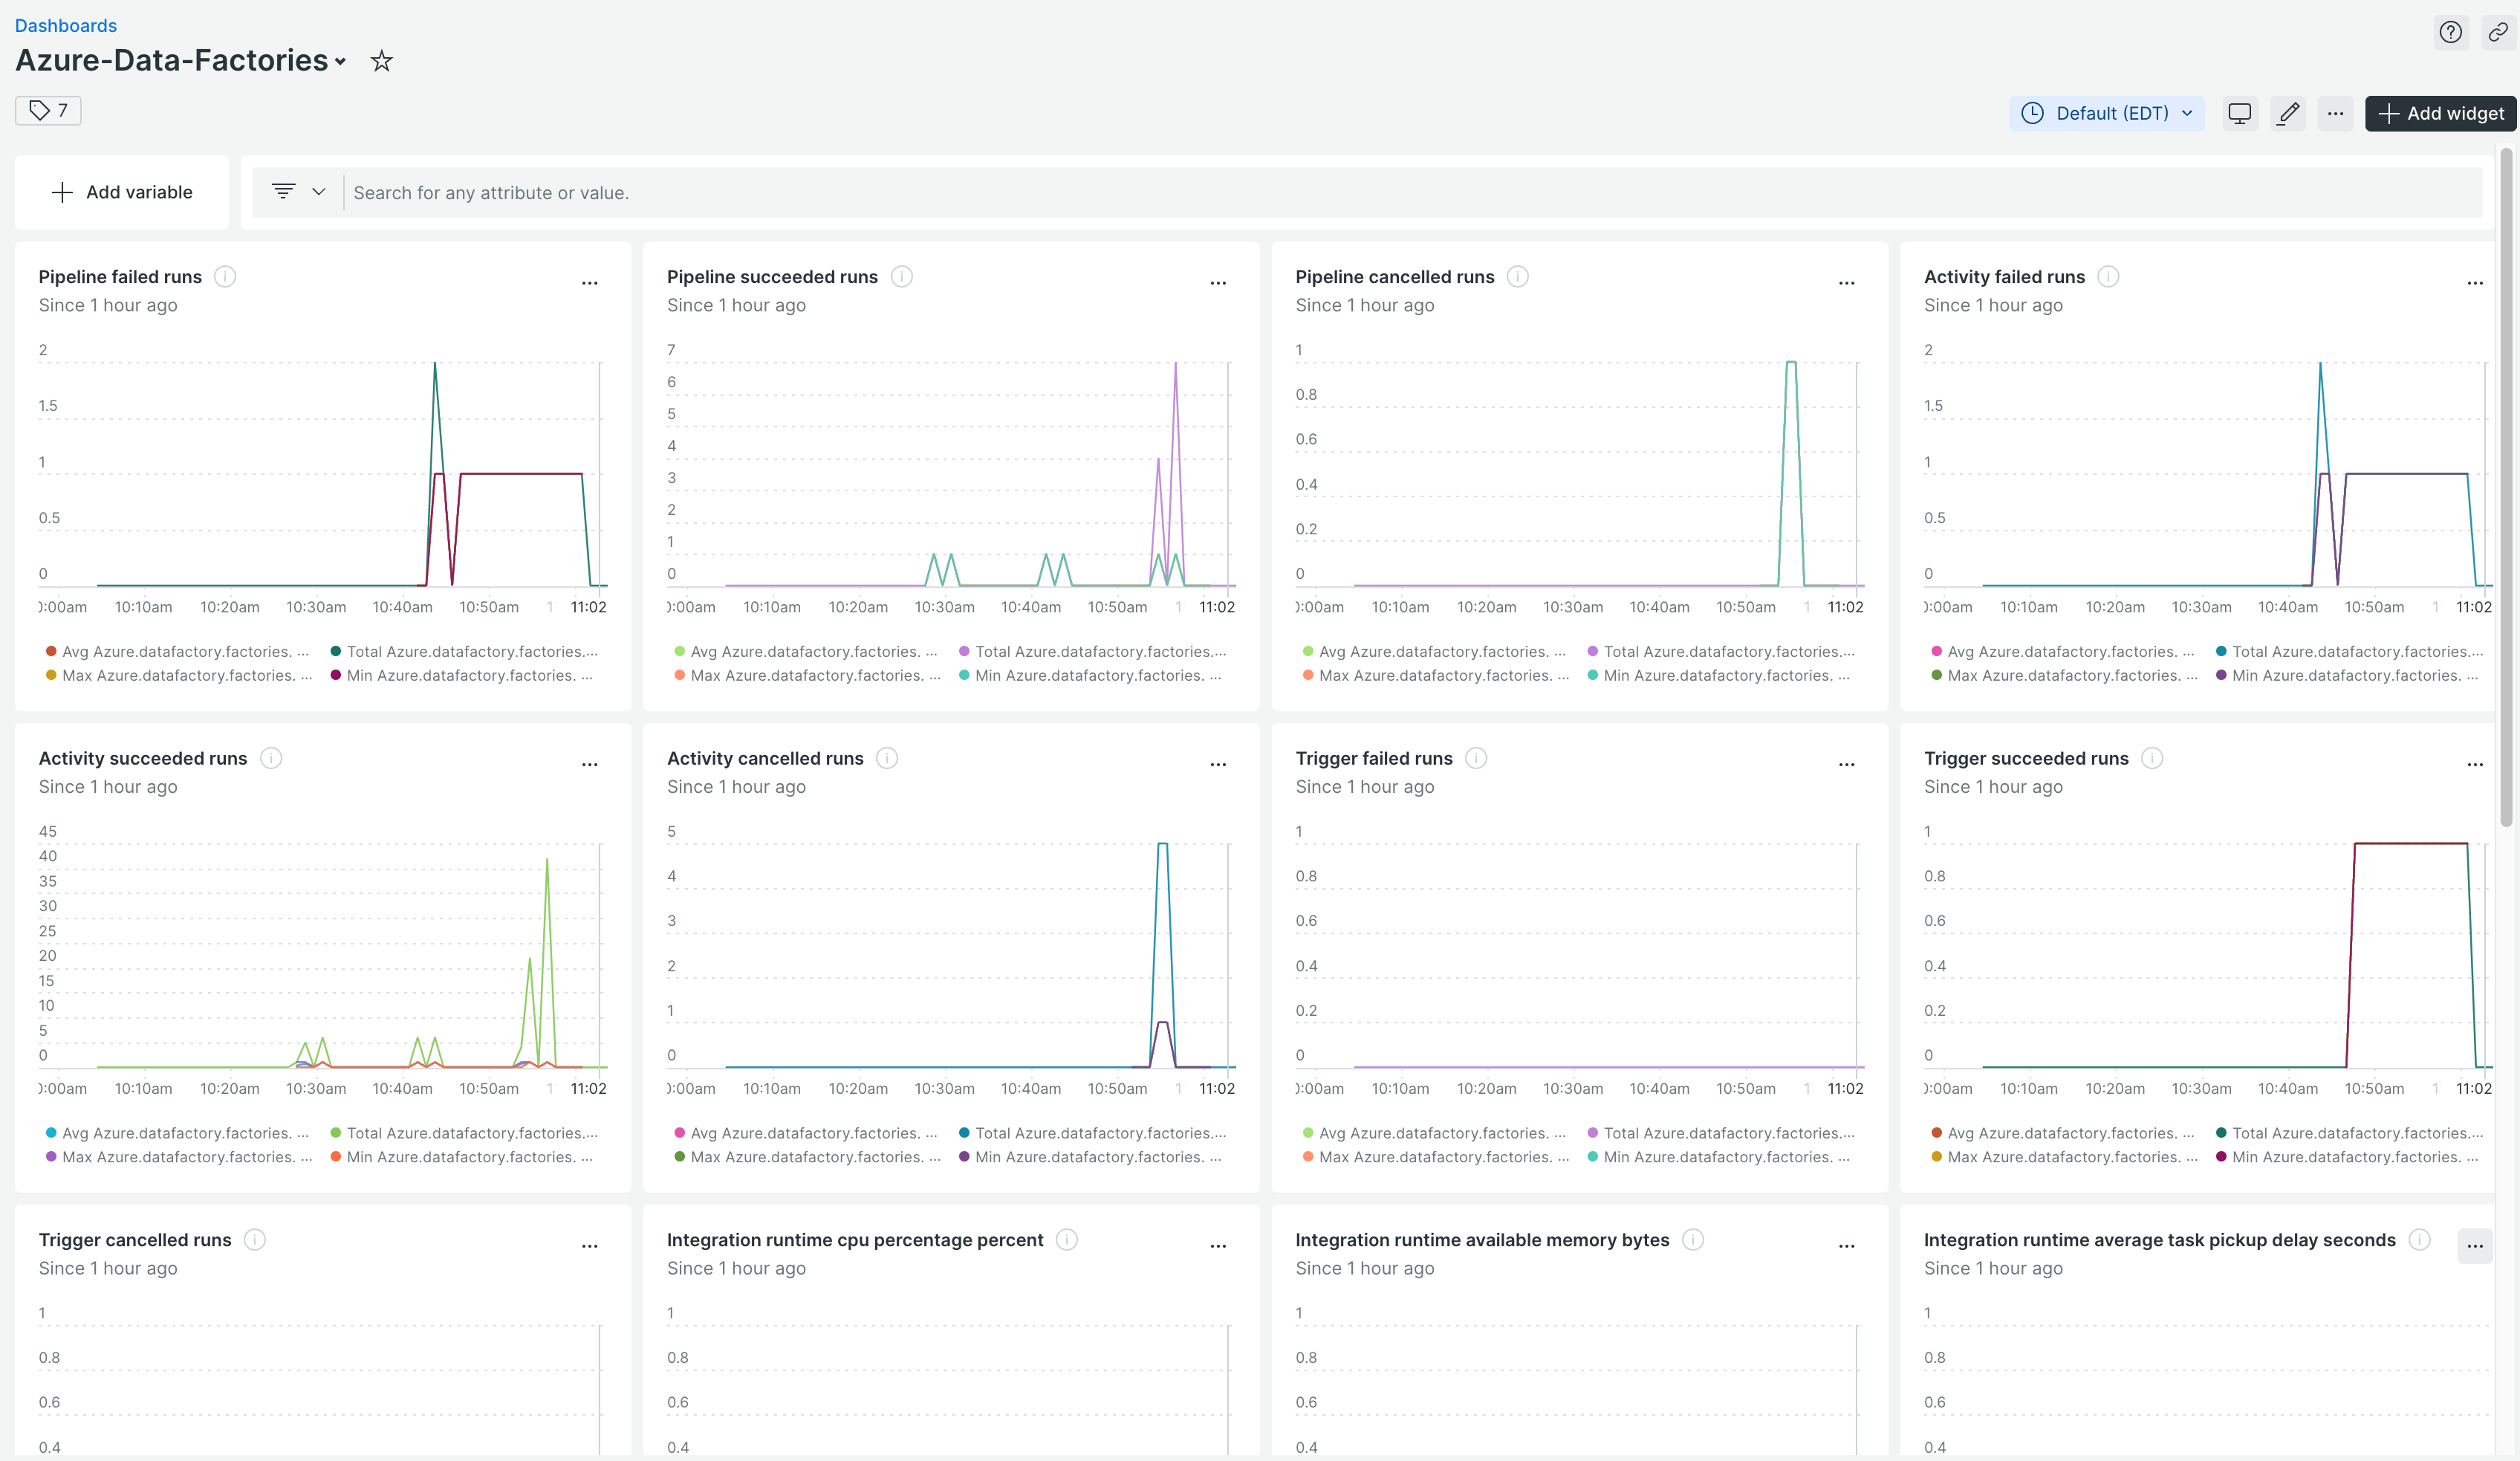 Dashboards
Azure-Data-Factories
7
Default (EDT)
Add widget
Add variable
Search for any attribute or value.
Pipeline failed runs
Since 1 hour ago
2
1.5
1
0.5
0
):00am 10:10am 10:20am 10:30am 10:40am 10:50am 1 11:02
Avg Azure.datafactory.factories. ... Total Azure.datafactory.factories....
Max Azure.datafactory.factories. ... Min Azure.datafactory.factories. ...
Pipeline succeeded runs
Since 1 hour ago
7
6
5
4
3
2
1
0
):00am 10:10am 10:20am 10:30am 10:40am 10:50am 1 11:02
Avg Azure.datafactory.factories. ... Total Azure.datafactory.factories....
Max Azure.datafactory.factories. ... Min Azure.datafactory.factories. ...
Pipeline cancelled runs
Since 1 hour ago
1
0.8
0.6
0.4
0.2
0
):00am 10:10am 10:20am 10:30am 10:40am 10:50am 1 11:02
Avg Azure.datafactory.factories. ... Total Azure.datafactory.factories....
Max Azure.datafactory.factories. ... Min Azure.datafactory.factories. ...
Activity failed runs
Since 1 hour ago
2
1.5
1
0.5
0
):00am 10:10am 10:20am 10:30am 10:40am 10:50am 1 11:02
Avg Azure.datafactory.factories. ... Total Azure.datafactory.factories....
Max Azure.datafactory.factories. ... Min Azure.datafactory.factories. ...
Activity succeeded runs
Since 1 hour ago
45
40
35
30
25
20
15
10
5
0
):00am 10:10am 10:20am 10:30am 10:40am 10:50am 1 11:02
Avg Azure.datafactory.factories. ... Total Azure.datafactory.factories....
Max Azure.datafactory.factories. ... Min Azure.datafactory.factories. ...
Activity cancelled runs
Since 1 hour ago
5
4
3
2
1
0
):00am 10:10am 10:20am 10:30am 10:40am 10:50am 1 11:02
Avg Azure.datafactory.factories. ... Total Azure.datafactory.factories....
Max Azure.datafactory.factories. ... Min Azure.datafactory.factories. ...
Trigger failed runs
Since 1 hour ago
1
0.8
0.6
0.4
0.2
0
):00am 10:10am 10:20am 10:30am 10:40am 10:50am 1 11:02
Avg Azure.datafactory.factories. ... Total Azure.datafactory.factories....
Max Azure.datafactory.factories. ... Min Azure.datafactory.factories. ...
Trigger succeeded runs
Since 1 hour ago
1
0.8
0.6
0.4
0.2
0
):00am 10:10am 10:20am 10:30am 10:40am 10:50am 1 11:02
Avg Azure.datafactory.factories. ... Total Azure.datafactory.factories....
Max Azure.datafactory.factories. ... Min Azure.datafactory.factories. ...
Trigger cancelled runs
Since 1 hour ago
1
0.8
0.6
0.4
Integration runtime cpu percentage percent
Since 1 hour ago
1
0.8
0.6
0.4
Integration runtime available memory bytes
Since 1 hour ago
1
0.8
0.6
0.4
Integration runtime average task pickup delay seconds
Since 1 hour ago
1
0.8
0.6
0.4